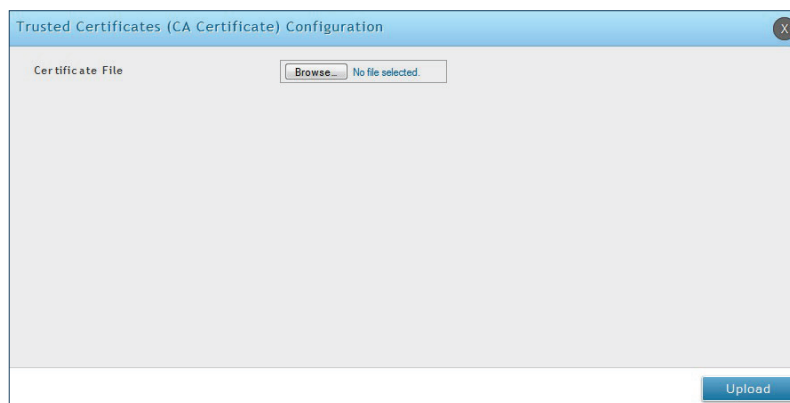 Trusted Certificates (CA Certificate) Configuration
X
Certificate File
Browse... No file selected.
Upload